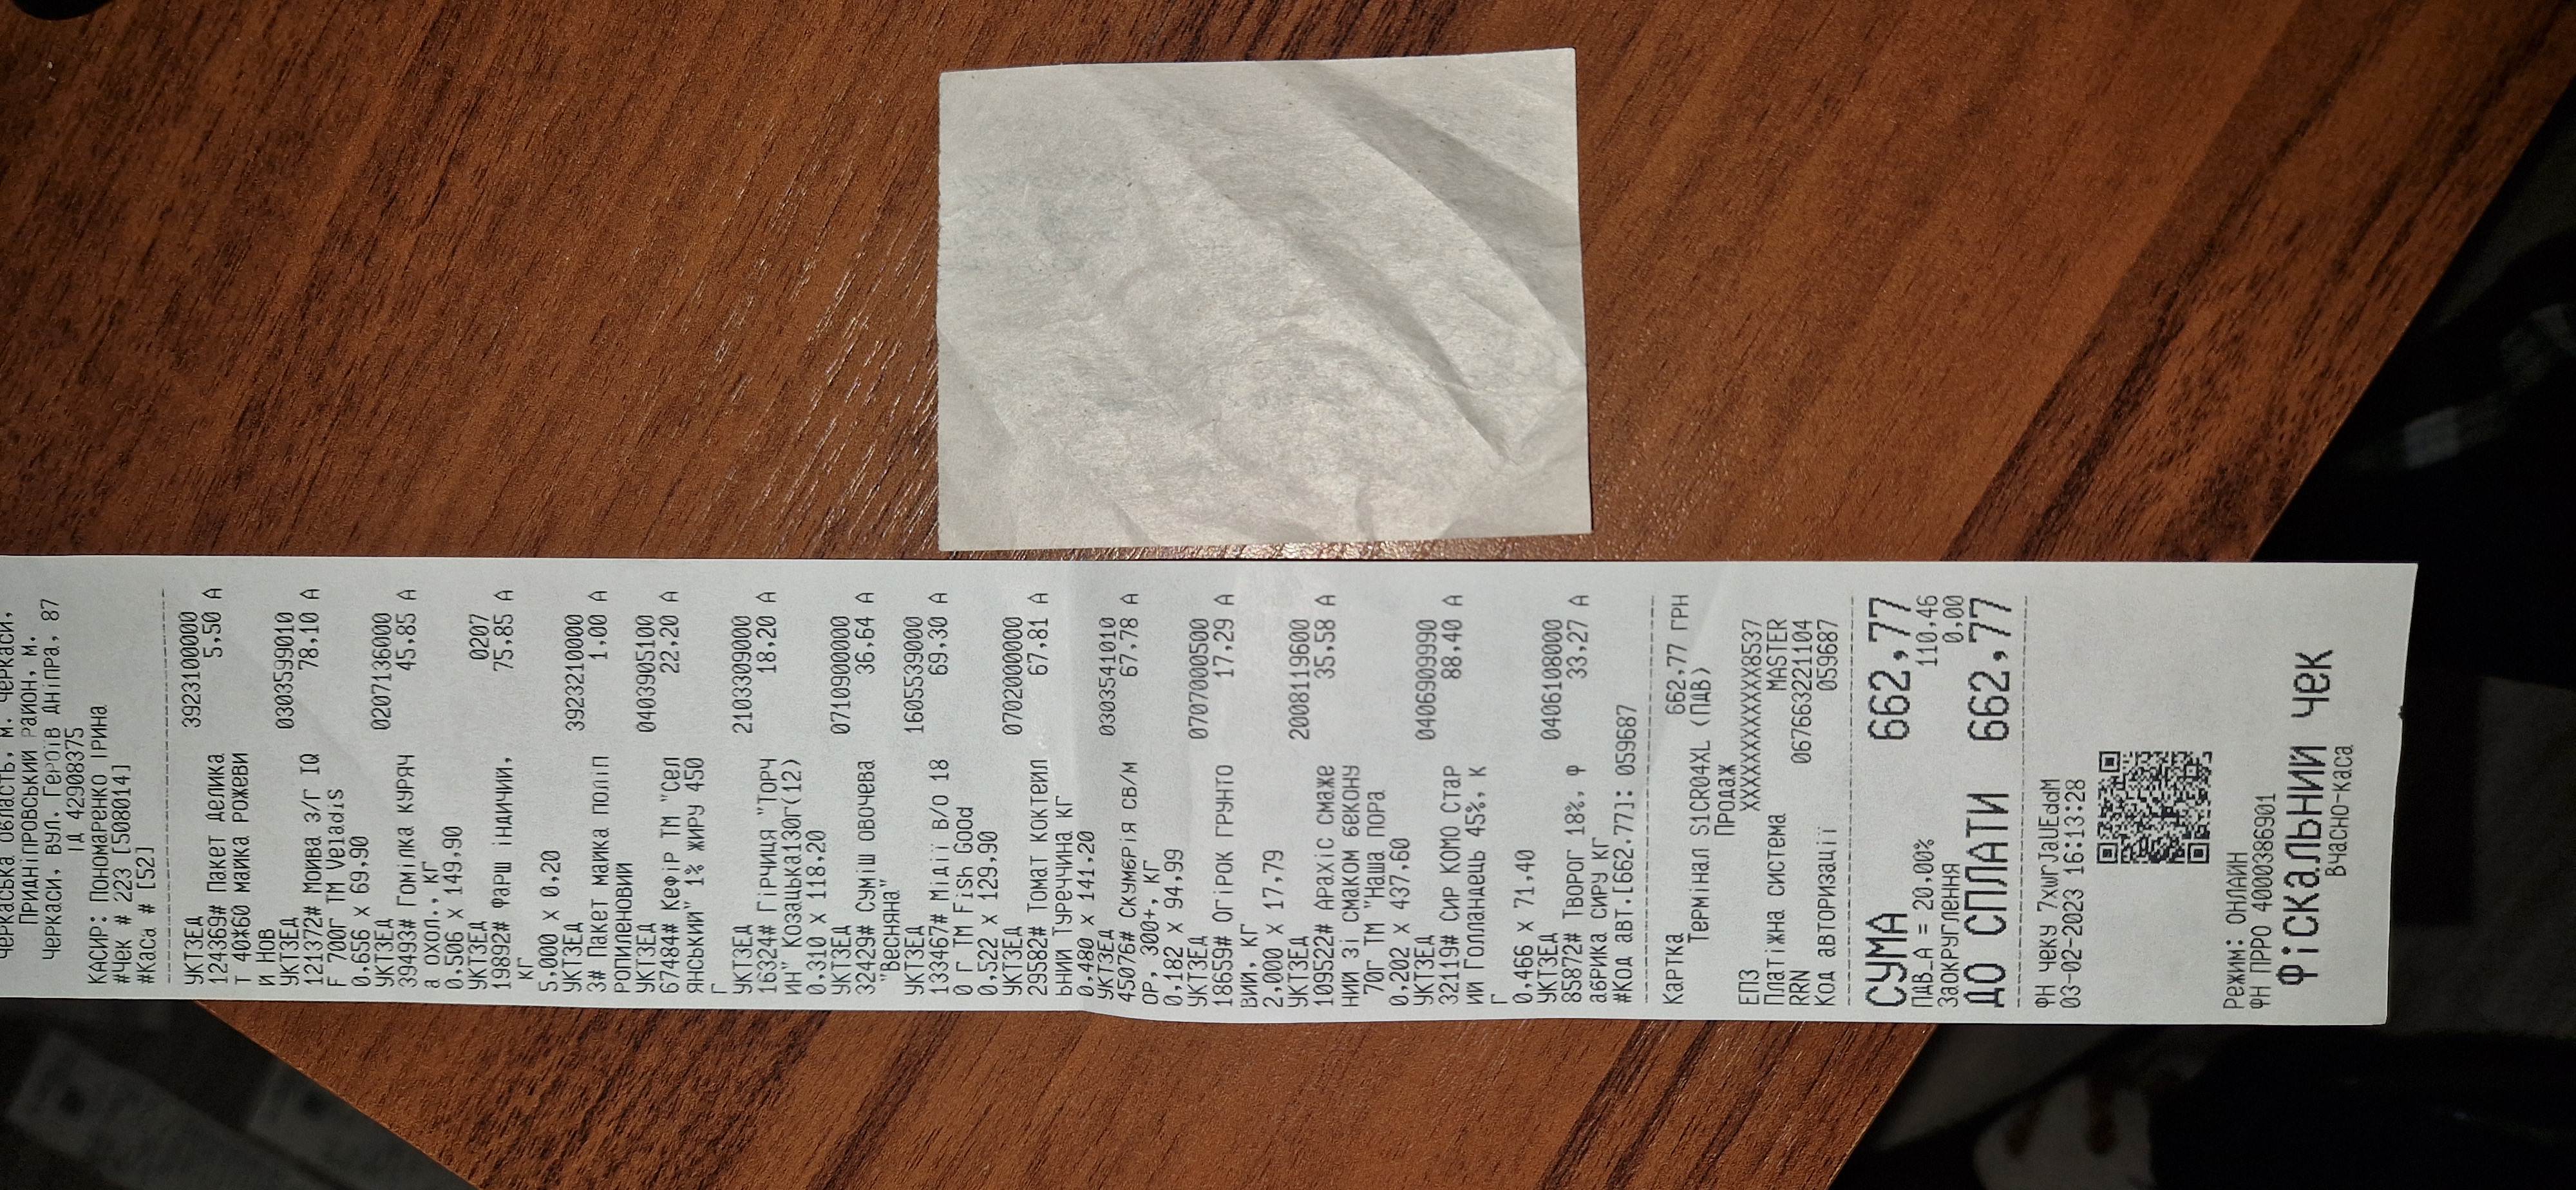 Черкаська область, м. Черкаси,
Придніпровський район, м.
Черкаси, вул. Героїв Дніпра, 87
ІД 42908375
КАСИР: Пономаренко Ірина
#Чек # 223 [508014]
#Каса # [52]
УКТЗЕД 3923100000
124369# Пакет Делика 5,50 А
т 40ж60 майка рожеви
й НОВ
УКТЗЕД 0303599010
121372# Мойва З/Г IQ 78,10 А
F 700г ТМ Veladis
0,656 x 69,90
УКТЗЕД 0207136000
39493# Гомілка куряч 45,85 А
а охол., кг
0,506 x 149,90
УКТЗЕД 0207
19892# Фарш індичий, 75,85 А
кг
5,000 x 0,20
УКТЗЕД 3923210000
3# Пакет майка поліп 1,00 А
ропиленовий
УКТЗЕД 0403905100
67484# Кефір ТМ "Сел 22,20 А
янський" 1% жиру 450
г
УКТЗЕД 2103309000
16324# Гірчиця "Торч 18,20 А
ин" Козацька130г(12)
0,310 x 118,20
УКТЗЕД 0710900000
32429# Суміш овочева 36,64 А
"Весняна"
УКТЗЕД 1605539000
133467# Мідії В/О 18 69,30 А
0 г ТМ Fish Good
0,522 x 129,90
УКТЗЕД 0702000000
29582# Томат коктейл 67,81 А
ьний Туреччина кг
0,480 x 141,20
УКТЗЕД 0303541010
45076# Скумбрія св/м 67,78 А
ор, 300+, кг
0,182 x 94,99
УКТЗЕД 0707000500
18659# Огірок грунто 17,29 А
вий, кг
2,000 x 17,79
УКТЗЕД 2008119600
109522# Арахіс смаже 35,58 А
ний зі смаком бекону
70г ТМ "Наша пора
0,202 x 437,60
УКТЗЕД 0406909990
32119# Сир КОМО Стар 88,40 А
ий Голландець 45%, к
г
0,466 x 71,40
УКТЗЕД 0406108000
85872# Творог 18%, Ф 33,27 А
абрика сиру кг
#Код авт.[662.77]: 059687
Картка 662,77 ГРН
Термінал S1CR04XL (ПДВ)
Продаж
ЕПЗ XXXXXXXXXXXX8537
Платіжна система MASTER
RRN 067663221104
Код авторизації 059687
СУМА 662,77
ПДВ_А = 20,00% 110,46
Заокруглення 0,00
ДО СПЛАТИ 662,77
ФН чеку 7xwrJaUEddM
03-02-2023 16:13:28
Режим: ОНЛАЙН
ФН ПРРО 4000386901
Фіскальний чек
Вчасно-каса